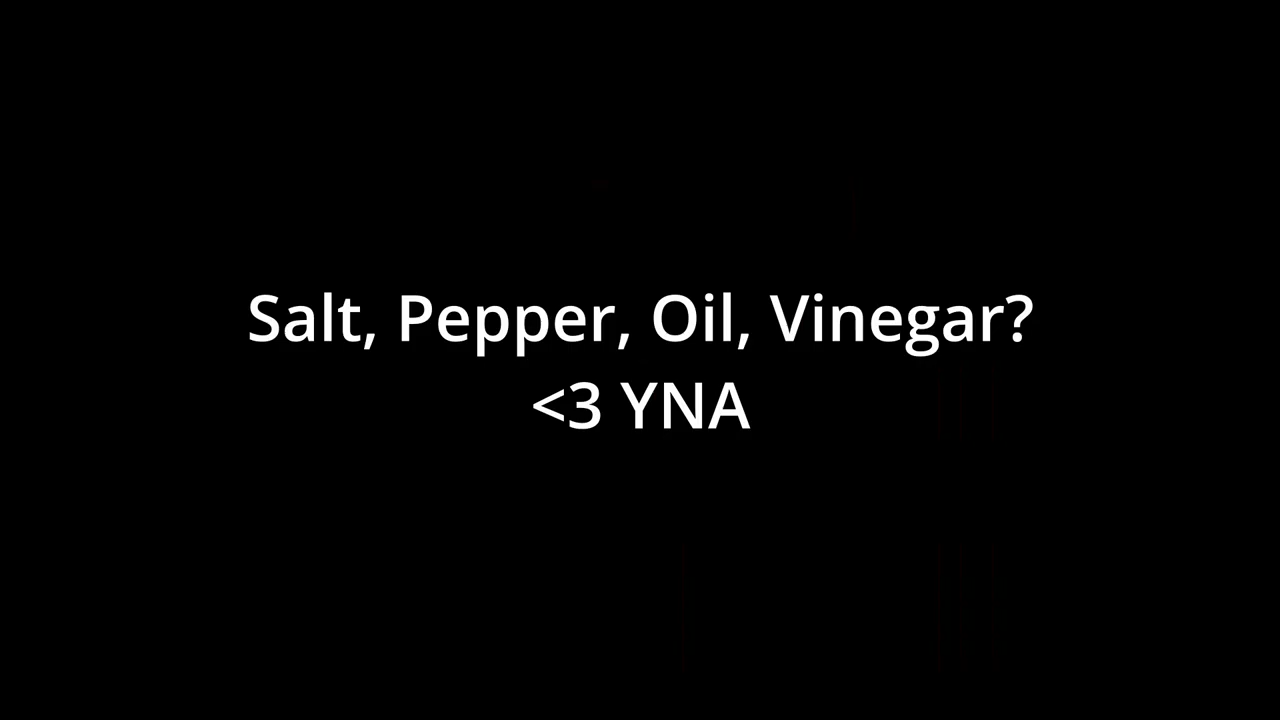 Salt, Pepper, Oil, Vinegar?
<3 YNA